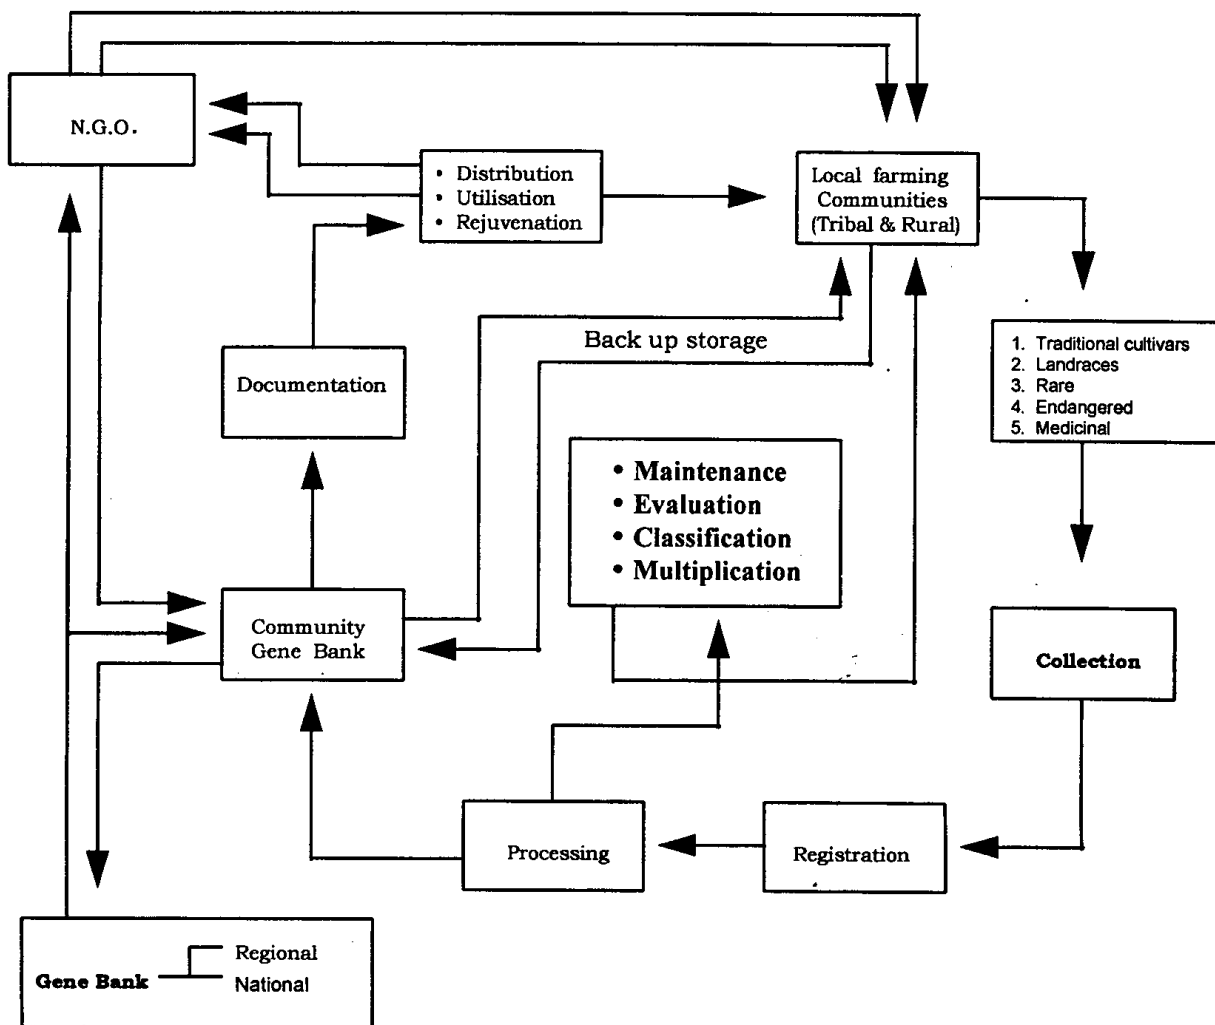 N.G.O.
• Distribution
• Utilisation
• Rejuvenation
Local farming
Communities
(Tribal & Rural)
Back up storage
1. Traditional cultivars
2. Landraces
3. Rare
4. Endangered
5. Medicinal
Documentation
• Maintenance
• Evaluation
• Classification
• Multiplication
Community
Gene Bank
Collection
Processing
Registration
Gene Bank
Regional
National